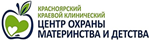 КРАСНОЯРСКИЙ
КРАЕВОЙ КЛИНИЧЕСКИЙ
ЦЕНТР ОХРАНЫ
МАТЕРИНСТВА И ДЕТСТВА